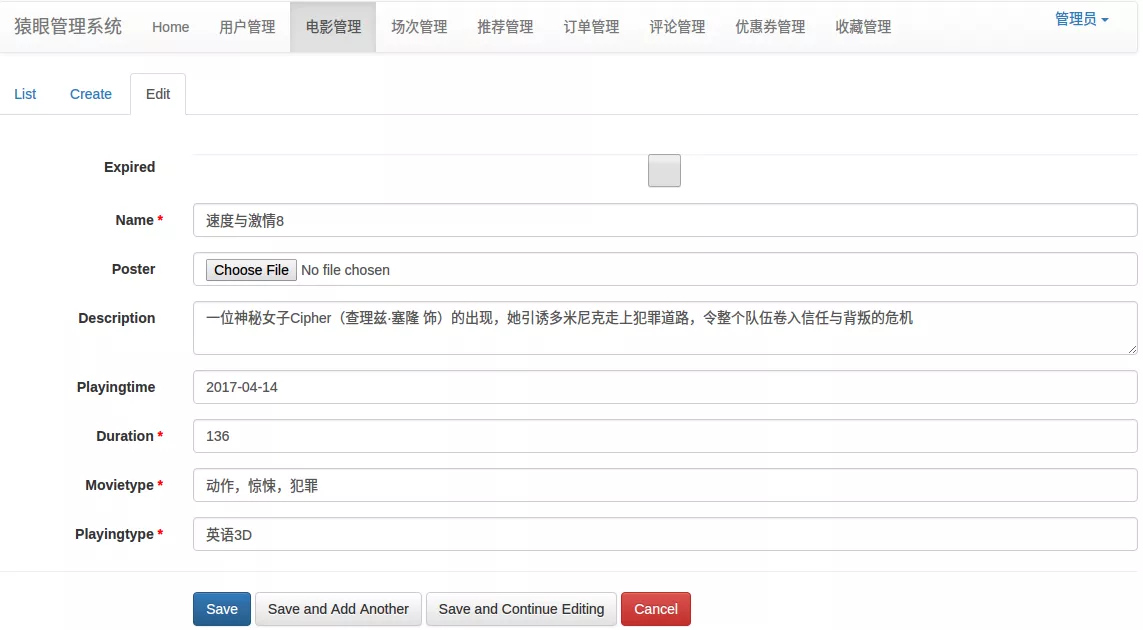 猿眼管理系统 Home 用户管理 电影管理 场次管理 推荐管理 订单管理 评论管理 优惠券管理 收藏管理 管理员
List Create Edit
Expired
Name * 速度与激情8
Poster Choose File No file chosen
Description 一位神秘女子Cipher（查理兹·塞隆 饰）的出现，她引诱多米尼克走上犯罪道路，令整个队伍卷入信任与背叛的危机
Playingtime 2017-04-14
Duration * 136
Movietype * 动作，惊悚，犯罪
Playingtype * 英语3D
Save Save and Add Another Save and Continue Editing Cancel